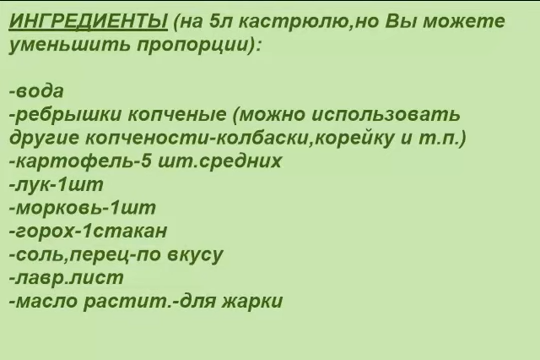 ИНГРЕДИЕНТЫ (на 5л кастрюлю,но Вы можете
уменьшить пропорции):
-вода
-ребрышки копченые (можно использовать
другие копчености-колбаски,корейку и т.п.)
-картофель-5 шт.средних
-лук-1шт
-морковь-1шт
-горох-1стакан
-соль,перец-по вкусу
-лавр.лист
-масло растит.-для жарки